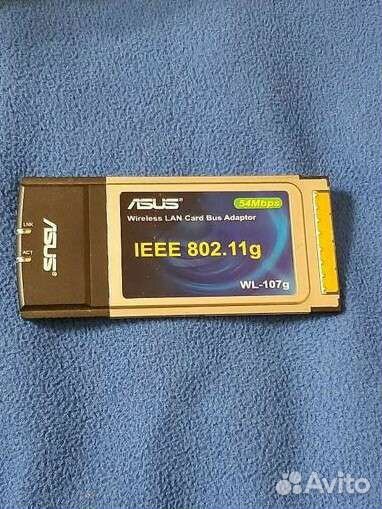 LNK
ACT
ASUS
ASUS
54Mbps
Wireless LAN Card Bus Adaptor
IEEE 802.11g
WL-107g
Avito